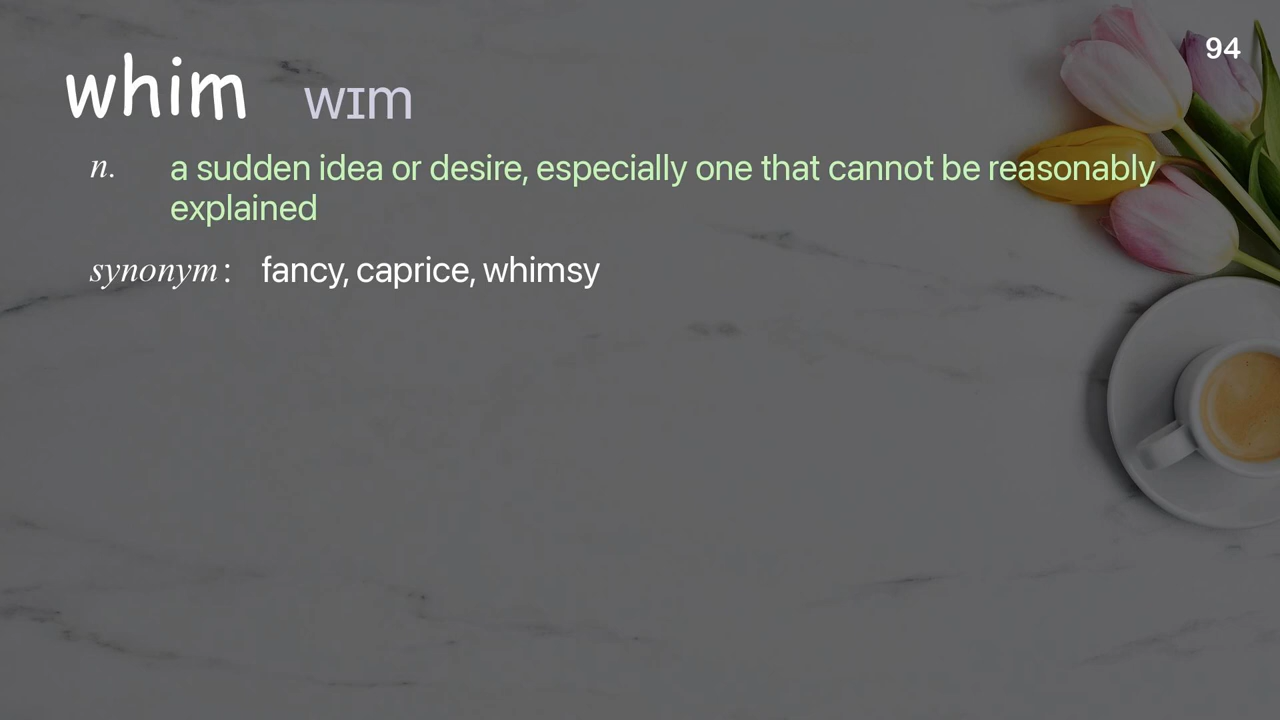 94
whim wɪm
n. a sudden idea or desire, especially one that cannot be reasonably
explained
synonym : fancy, caprice, whimsy